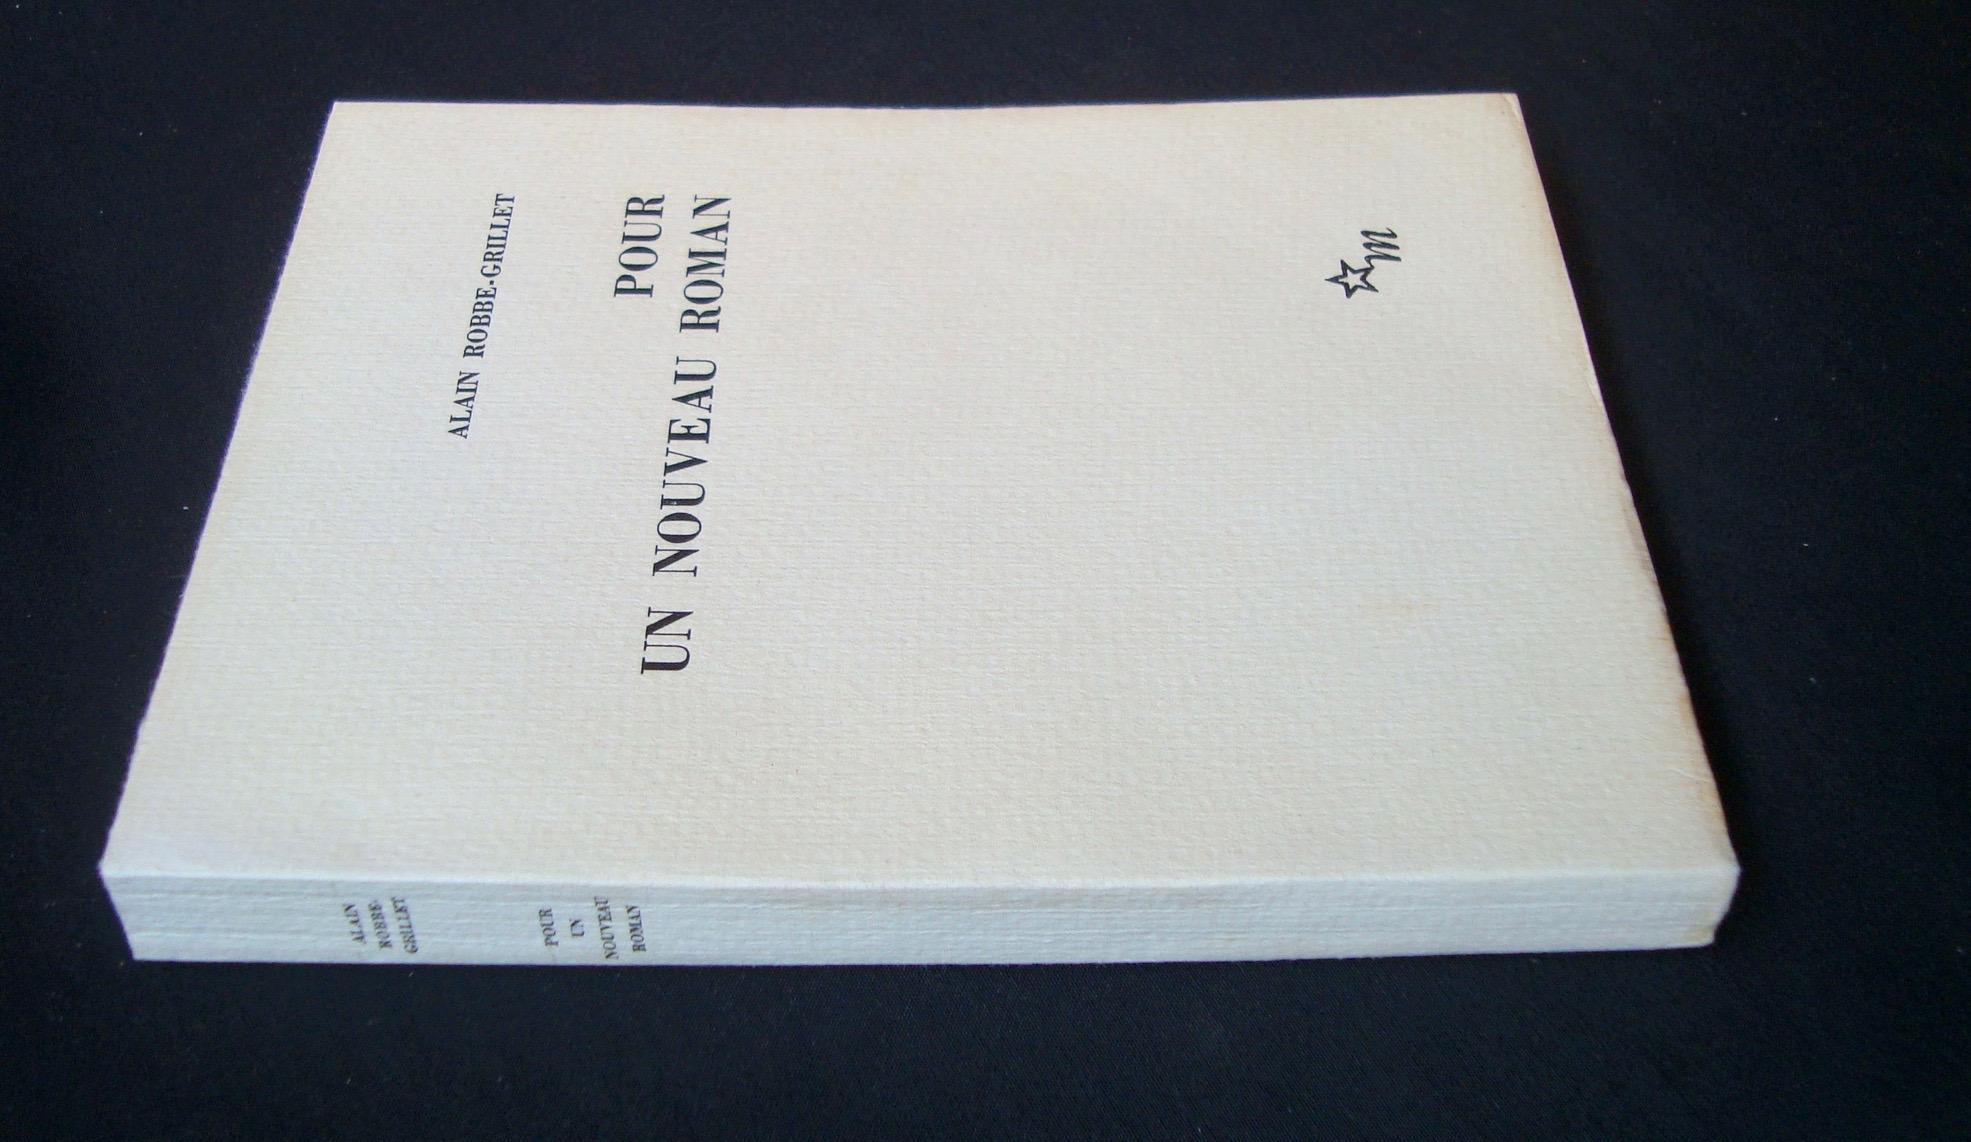 ALAIN ROBBE-GRILLET
POUR
UN NOUVEAU ROMAN
m
ALAIN
ROBBE-
GRILLET
POUR
UN
NOUVEAU
ROMAN